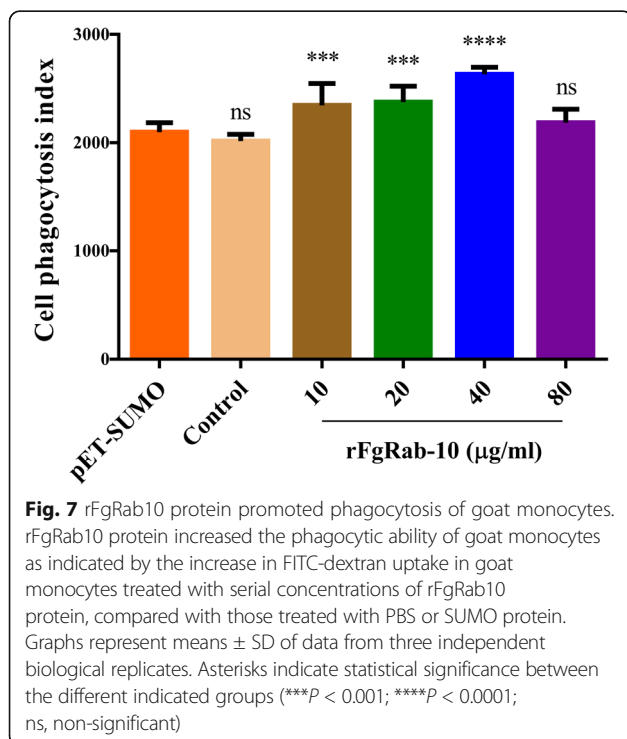 3000
2000
1000
0
Cell phagocytosis index
ns
***
***
****
ns
pET-SUMO
Control
10
20
40
80
rFgRab-10 (μg/ml)
Fig. 7 rFgRab10 protein promoted phagocytosis of goat monocytes.
rFgRab10 protein increased the phagocytic ability of goat monocytes
as indicated by the increase in FITC-dextran uptake in goat
monocytes treated with serial concentrations of rFgRab10
protein, compared with those treated with PBS or SUMO protein.
Graphs represent means ± SD of data from three independent
biological replicates. Asterisks indicate statistical significance between
the different indicated groups (***P < 0.001; ****P < 0.0001;
ns, non-significant)